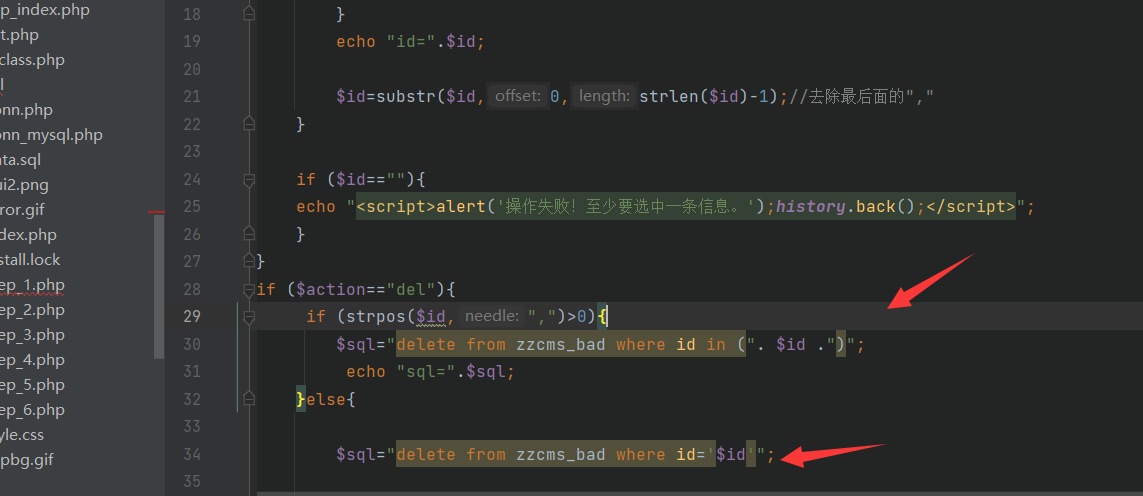 p_index.php
t.php
class.php
l
onn.php
onn_mysql.php
ata.sql
ui2.png
ror.gif
dex.php
stall.lock
ep_1.php
ep_2.php
ep_3.php
ep_4.php
ep_5.php
ep_6.php
yle.css
pbg.gif
18 }
19 echo "id=".$id;
20
21 $id=substr($id, offset: 0, length: strlen($id)-1);//去除最后面的","
22 }
23
24 if ($id==""){
25 echo "<script>alert('操作失败！至少要选中一条信息。');history.back();</script>";
26 }
27 }
28 if ($action=="del"){
29 if (strpos($id, needle: ",")>0){
30 $sql="delete from zzcms_bad where id in (". $id .")";
31 echo "sql=".$sql;
32 }else{
33
34 $sql="delete from zzcms_bad where id='$id'";
35